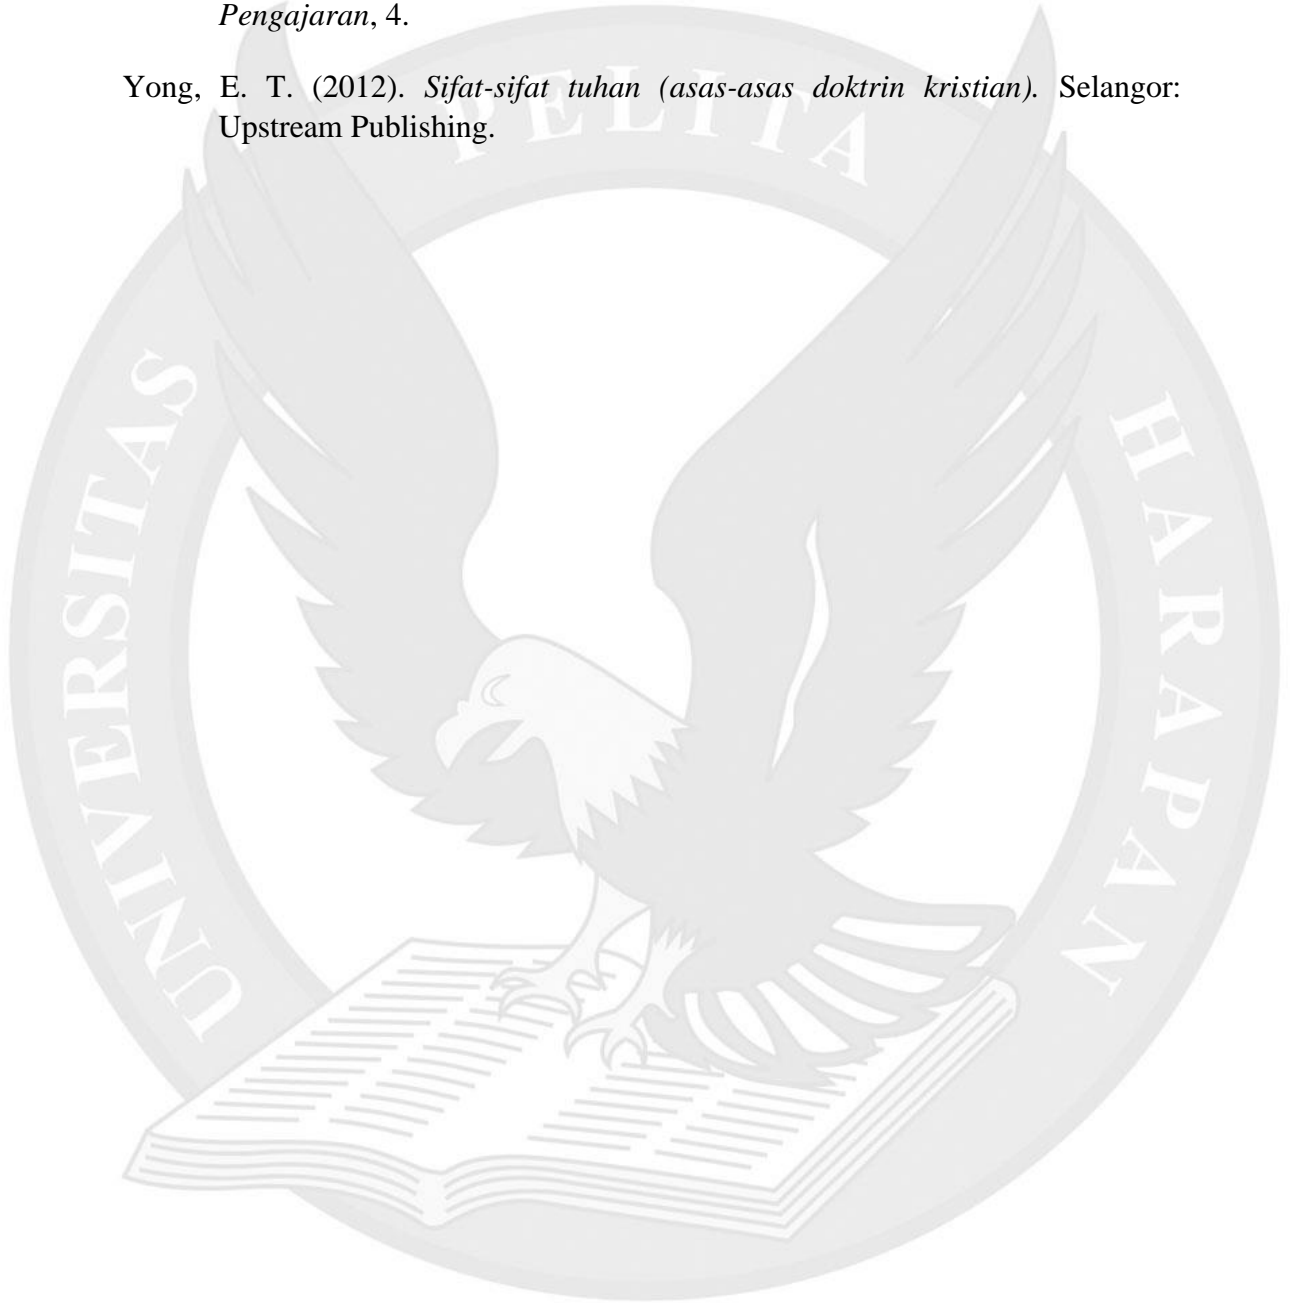 Pengajaran, 4.
Yong, E. T. (2012). Sifat-sifat tuhan (asas-asas doktrin kristian). Selangor:
Upstream Publishing.
UNIVERSITAS PELITA HARAPAN